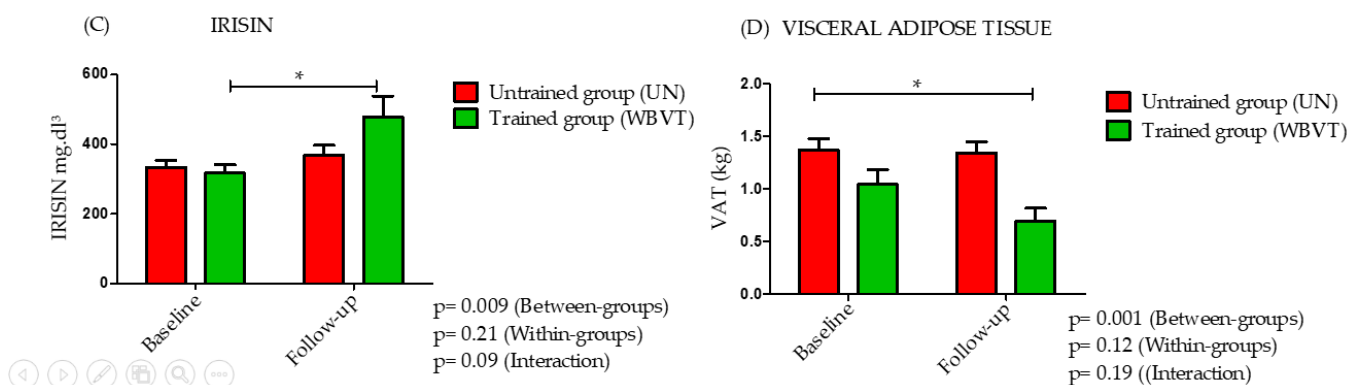 (C) IRISIN
*
Untrained group (UN)
Trained group (WBVT)
IRISIN mg.dl³
600
400
200
0
Baseline
Follow-up
p= 0.009 (Between-groups)
p= 0.21 (Within-groups)
p= 0.09 (Interaction)
(D) VISCERAL ADIPOSE TISSUE
*
Untrained group (UN)
Trained group (WBVT)
VAT (kg)
2.0
1.5
1.0
0.5
0.0
Baseline
Follow-up
p= 0.001 (Between-groups)
p= 0.12 (Within-groups)
p= 0.19 ((Interaction)